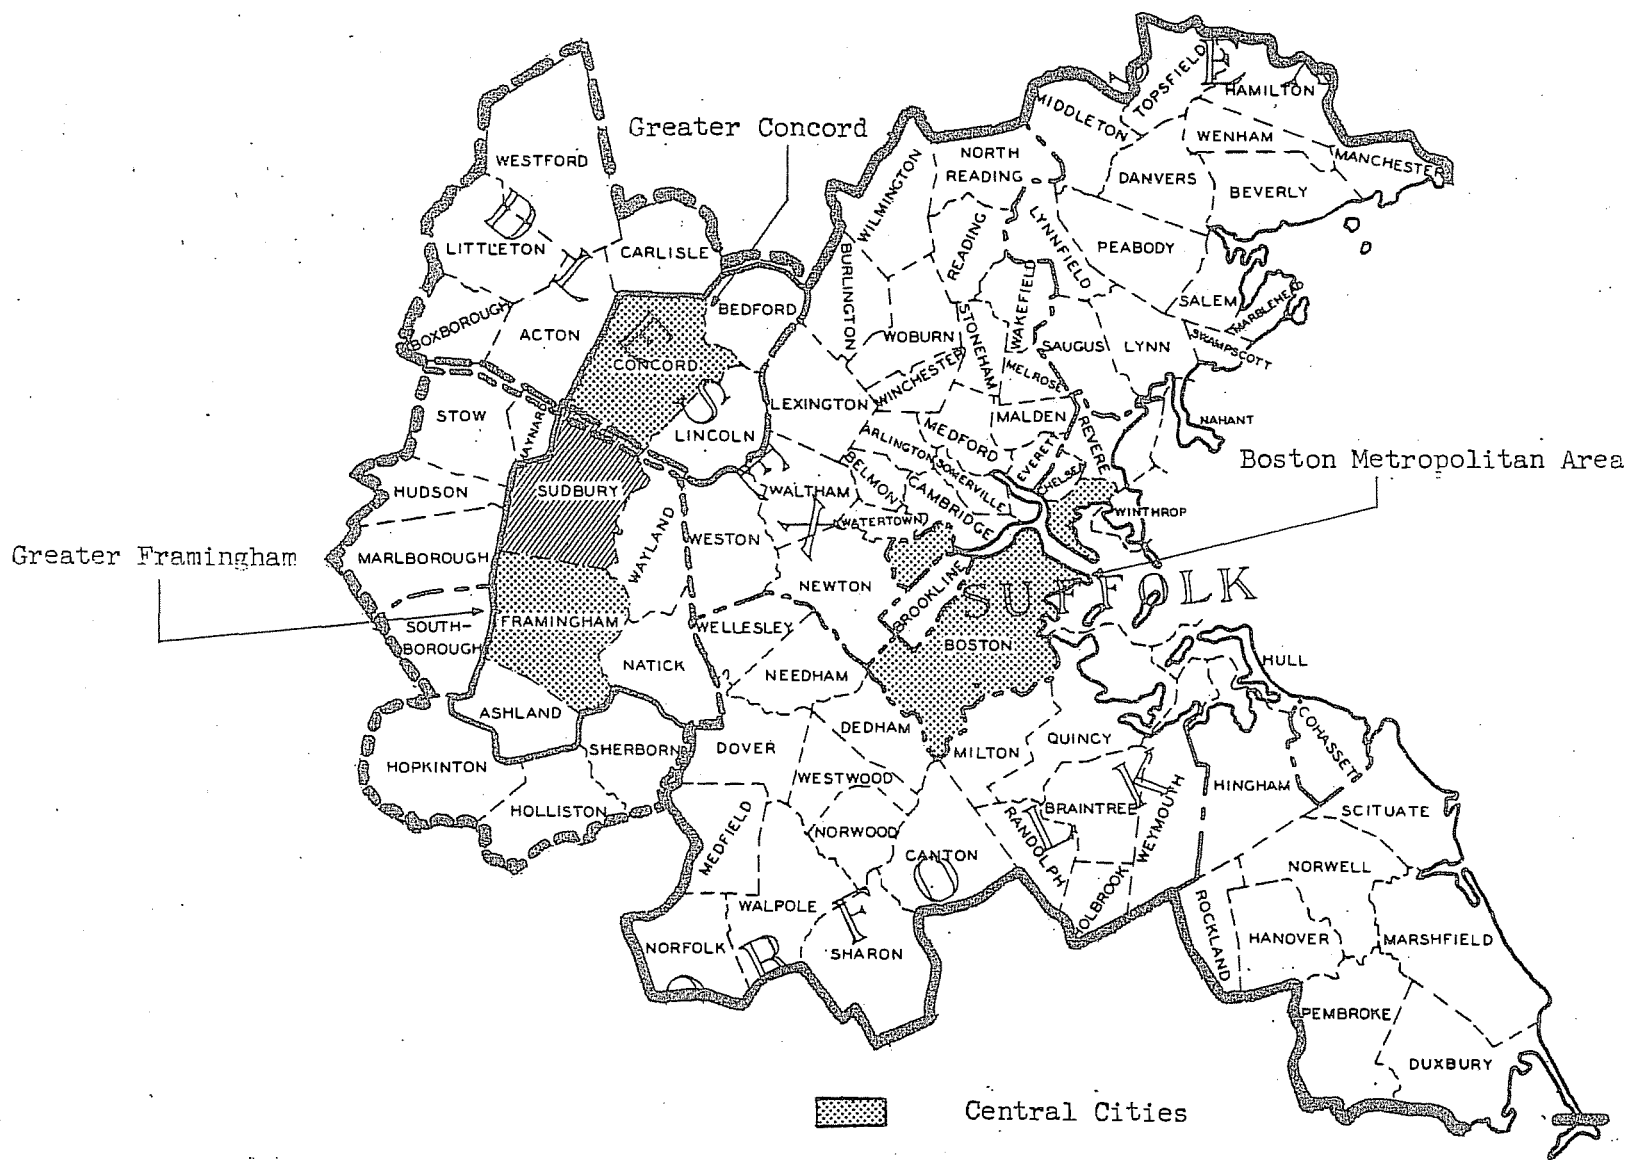 Greater Concord
Boston Metropolitan Area
Greater Framingham
Central Cities
WESTFORD
LITTLETON
CARLISLE
BOXBOROUGH
ACTON
BEDFORD
CONCORD
LINCOLN
STOW
MAYNARD
HUDSON
SUDBURY
MARLBOROUGH
WAYLAND
SOUTH-
BOROUGH
FRAMINGHAM
NATICK
ASHLAND
HOPKINTON
SHERBORN
HOLLISTON
TOPSFIELD
HAMILTON
MIDDLETON
WENHAM
MANCHESTER
NORTH
READING
WILMINGTON
DANVERS
BEVERLY
READING
LYNNFIELD
PEABODY
BURLINGTON
WAKEFIELD
SALEM
MARBLEHEAD
WOBURN
STONEHAM
SAUGUS
LYNN
SWAMPSCOTT
WINCHESTER
MELROSE
LEXINGTON
MALDEN
REVERE
NAHANT
ARLINGTON
MEDFORD
EVERETT
CHELSEA
BELMONT
SOMERVILLE
CAMBRIDGE
WALTHAM
WATERTOWN
WINTHROP
WESTON
NEWTON
BROOKLINE
SUFFOLK
BOSTON
WELLESLEY
NEEDHAM
HULL
DEDHAM
DOVER
MILTON
QUINCY
COHASSET
WESTWOOD
HINGHAM
BRAINTREE
WEYMOUTH
SCITUATE
MEDFIELD
NORWOOD
RANDOLPH
CANTON
HOLBROOK
NORWELL
WALPOLE
ROCKLAND
NORFOLK
SHARON
HANOVER
MARSHFIELD
PEMBROKE
DUXBURY